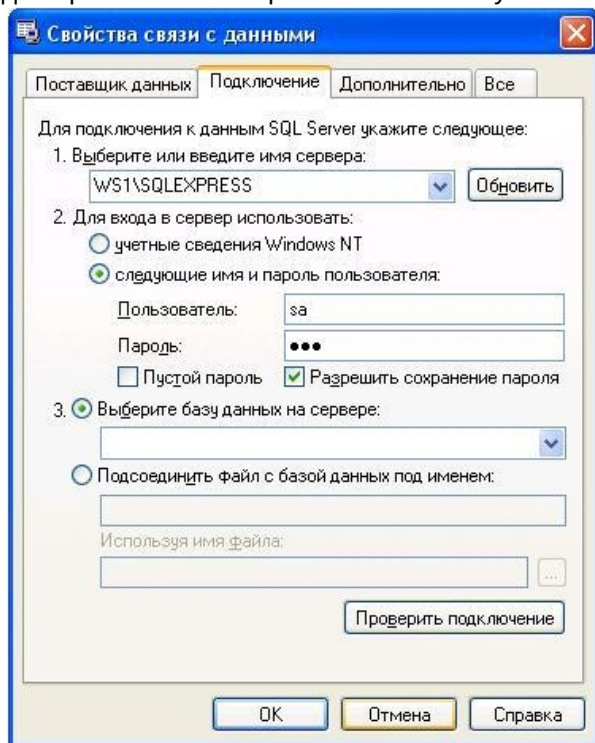 Свойства связи с данными
Поставщик данных Подключение Дополнительно Все
Для подключения к данным SQL Server укажите следующее:
1. Выберите или введите имя сервера:
WS1\SQLEXPRESS Обновить
2. Для входа в сервер использовать:
учетные сведения Windows NT
следующие имя и пароль пользователя:
Пользователь: sa
Пароль: ●●●
Пустой пароль Разрешить сохранение пароля
3. Выберите базу данных на сервере:
Подсоединить файл с базой данных под именем:
Используя имя файла:
...
Проверить подключение
OK Отмена Справка